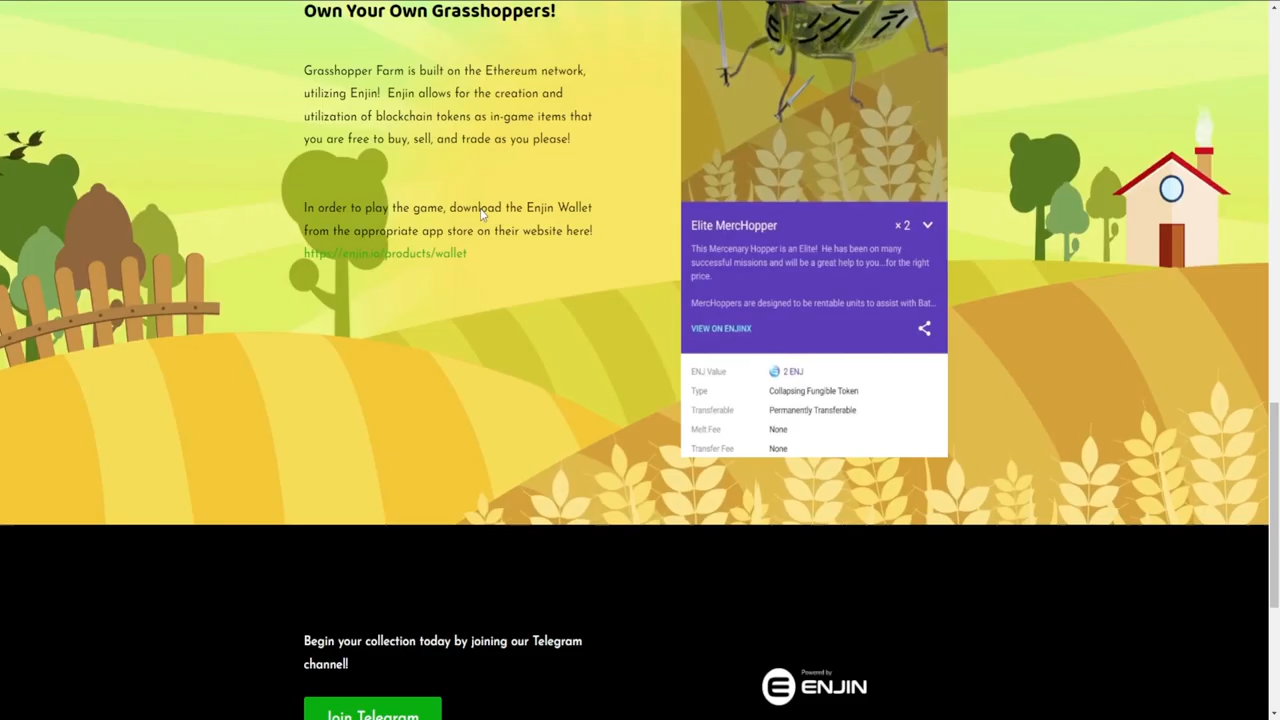 Own Your Own Grasshoppers!
Grasshopper Farm is built on the Ethereum network,
utilizing Enjin!  Enjin allows for the creation and
utilization of blockchain tokens as in-game items that
you are free to buy, sell, and trade as you please!
In order to play the game, download the Enjin Wallet
from the appropriate app store on their website here!
https://enjin.io/products/wallet
Elite MercHopper
× 2
This Mercenary Hopper is an Elite!  He has been on many
successful missions and will be a great help to you...for the right
price.
MercHoppers are designed to be rentable units to assist with Bat...
VIEW ON ENJINX
ENJ Value 2 ENJ
Type Collapsing Fungible Token
Transferable Permanently Transferable
Melt Fee None
Transfer Fee None
Begin your collection today by joining our Telegram
channel!
Join Telegram
Powered by
ENJIN